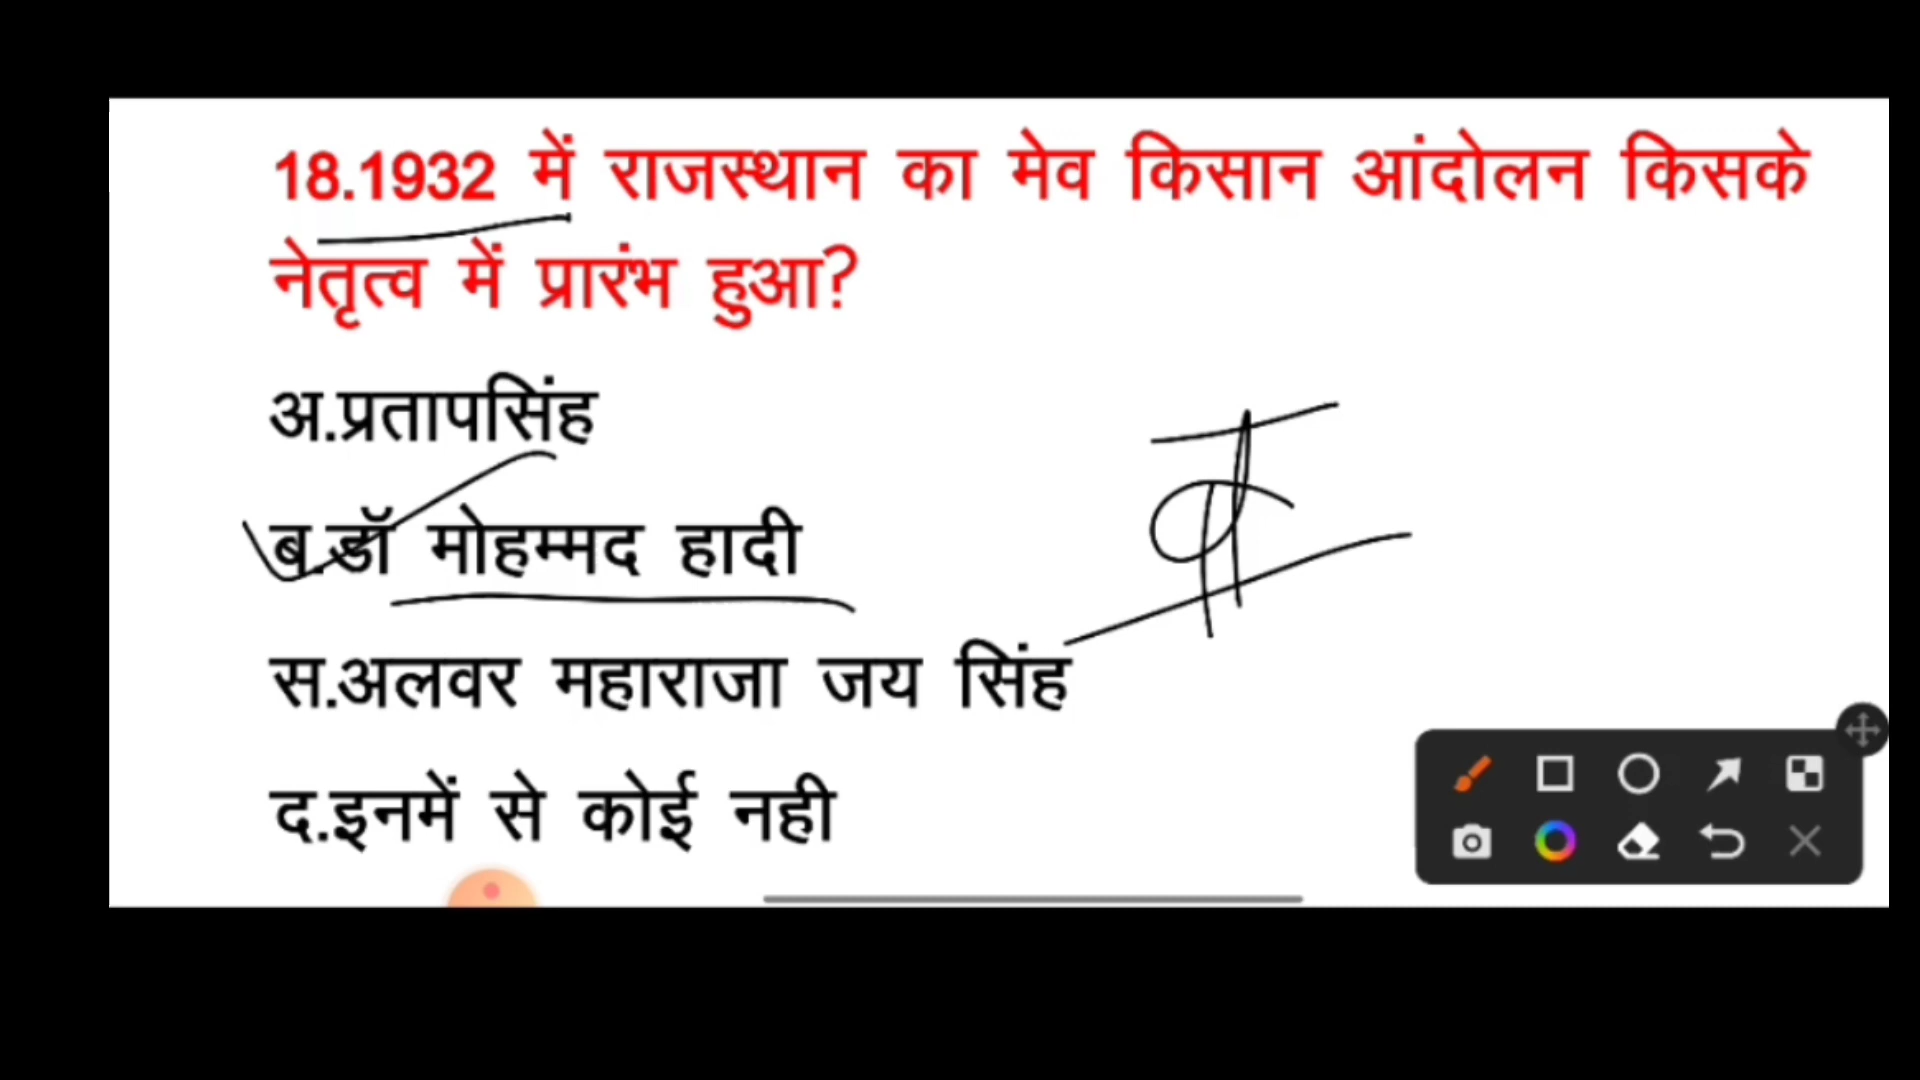 18.1932 में राजस्थान का मेव किसान आंदोलन किसके
नेतृत्व में प्रारंभ हुआ?
अ.प्रतापसिंह
ब.डॉ मोहम्मद हादी
स.अलवर महाराजा जय सिंह
द.इनमें से कोई नही